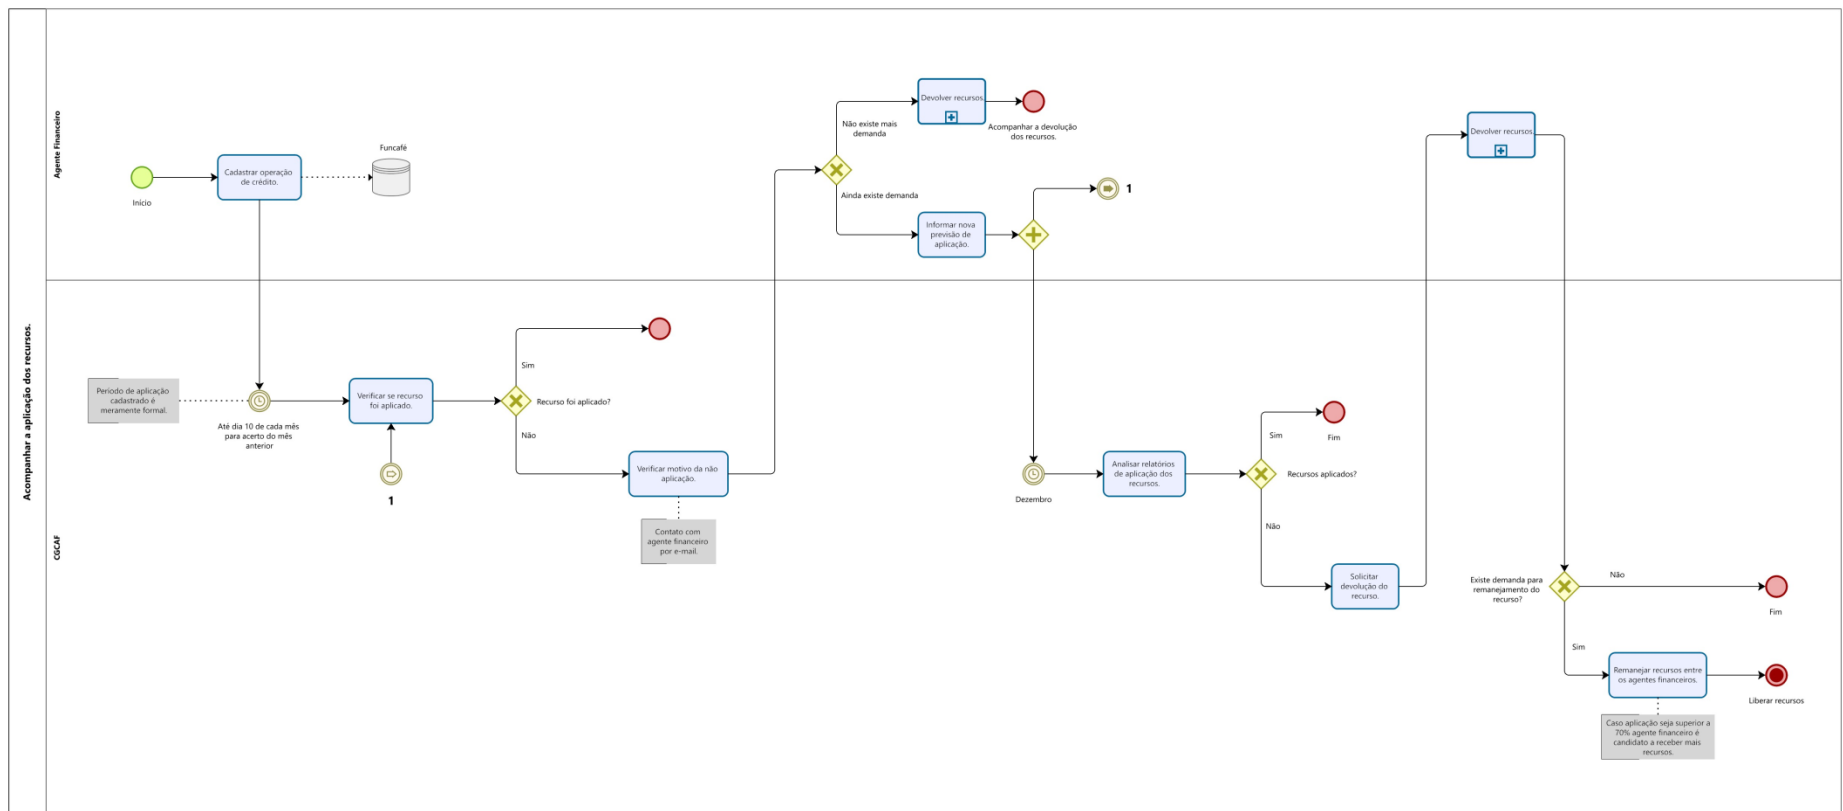 Acompanhar a aplicação dos recursos.
Agente Financeiro
Início
Cadastrar operação
de crédito.
Funcafé
Não existe mais
demanda
Devolver recursos.
Acompanhar a devolução
dos recursos.
Ainda existe demanda
Informar nova
previsão de
aplicação.
1
Devolver recursos.
CGCAF
Período de aplicação
cadastrado é
meramente formal.
Até dia 10 de cada mês
para acerto do mês
anterior
Verificar se recurso
foi aplicado.
1
Sim
Recurso foi aplicado?
Não
Verificar motivo da não
aplicação.
Contato com
agente financeiro
por e-mail.
Dezembro
Analisar relatórios
de aplicação dos
recursos.
Sim
Fim
Recursos aplicados?
Não
Solicitar
devolução do
recurso.
Existe demanda para
remanejamento do
recurso?
Não
Fim
Sim
Remanejar recursos entre
os agentes financeiros.
Liberar recursos
Caso aplicação seja superior a
70% agente financeiro é
candidato a receber mais
recursos.